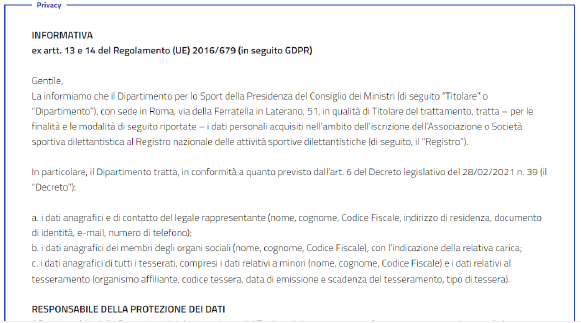 Privacy
INFORMATIVA
ex artt. 13 e 14 del Regolamento (UE) 2016/679 (in seguito GDPR)
Gentile,
La informiamo che il Dipartimento per lo Sport della Presidenza del Consiglio dei Ministri (di seguito "Titolare" o
"Dipartimento"), con sede in Roma, via della Ferratella in Laterano, 51, in qualità di Titolare del trattamento, tratta – per le
finalità e le modalità di seguito riportate – i dati personali acquisiti nell'ambito dell'iscrizione dell'Associazione o Società
sportiva dilettantistica al Registro nazionale delle attività sportive dilettantistiche (di seguito, il "Registro").
In particolare, il Dipartimento tratta, in conformità a quanto previsto dall'art. 6 del Decreto legislativo del 28/02/2021 n. 39 (il
"Decreto"):
a. i dati anagrafici e di contatto del legale rappresentante (nome, cognome, Codice Fiscale, indirizzo di residenza, documento
di identità, e-mail, numero di telefono);
b. i dati anagrafici dei membri degli organi sociali (nome, cognome, Codice Fiscale), con l'indicazione della relativa carica;
c. i dati anagrafici di tutti i tesserati, compresi i dati relativi a minori (nome, cognome, Codice Fiscale) e i dati relativi al
tesseramento (organismo affiliante, codice tessera, data di emissione e scadenza del tesseramento, tipo di tessera).
RESPONSABILE DELLA PROTEZIONE DEI DATI